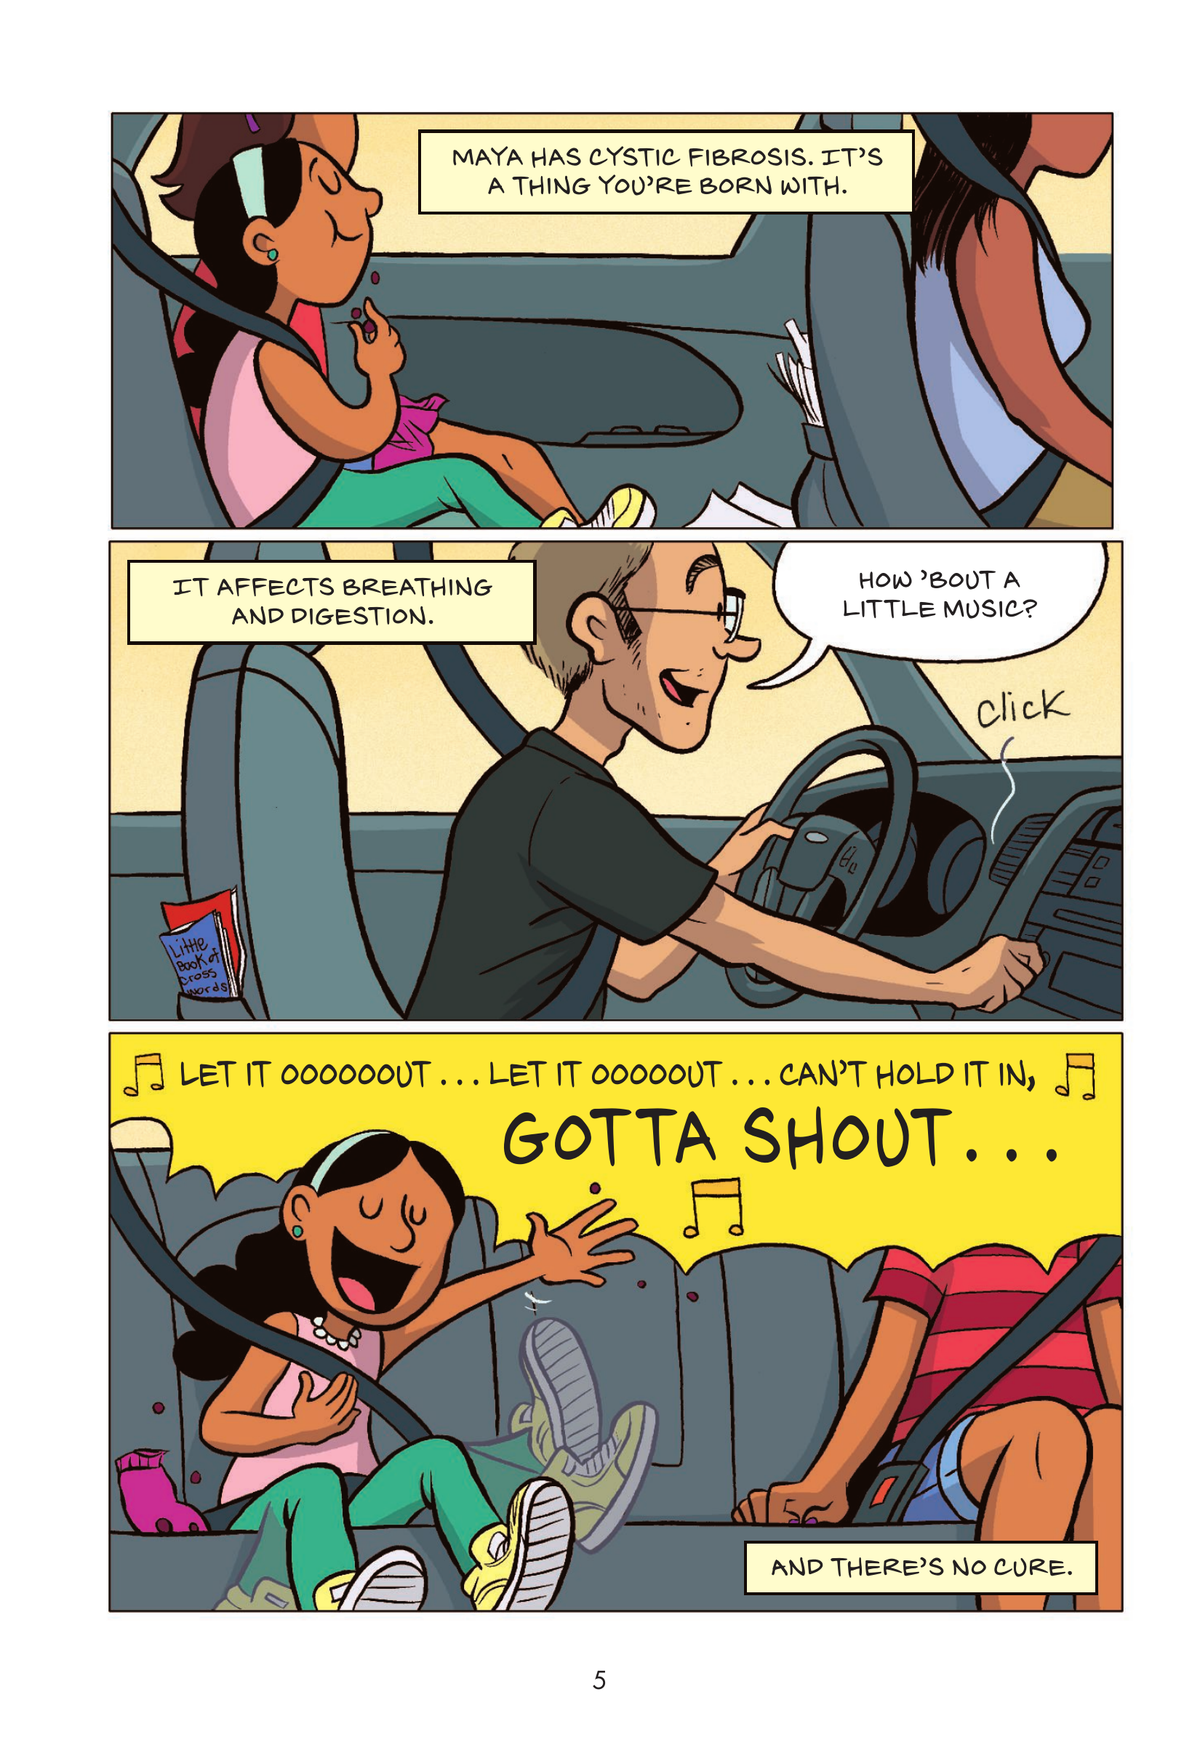 MAYA HAS CYSTIC FIBROSIS. IT'S
A THING YOU'RE BORN WITH.
IT AFFECTS BREATHING
AND DIGESTION.
HOW 'BOUT A
LITTLE MUSIC?
CLICK
Little
Book of
Cross
words
LET IT OOOOOOUT... LET IT OOOOOUT... CAN'T HOLD IT IN,
GOTTA SHOUT...
AND THERE'S NO CURE.
5